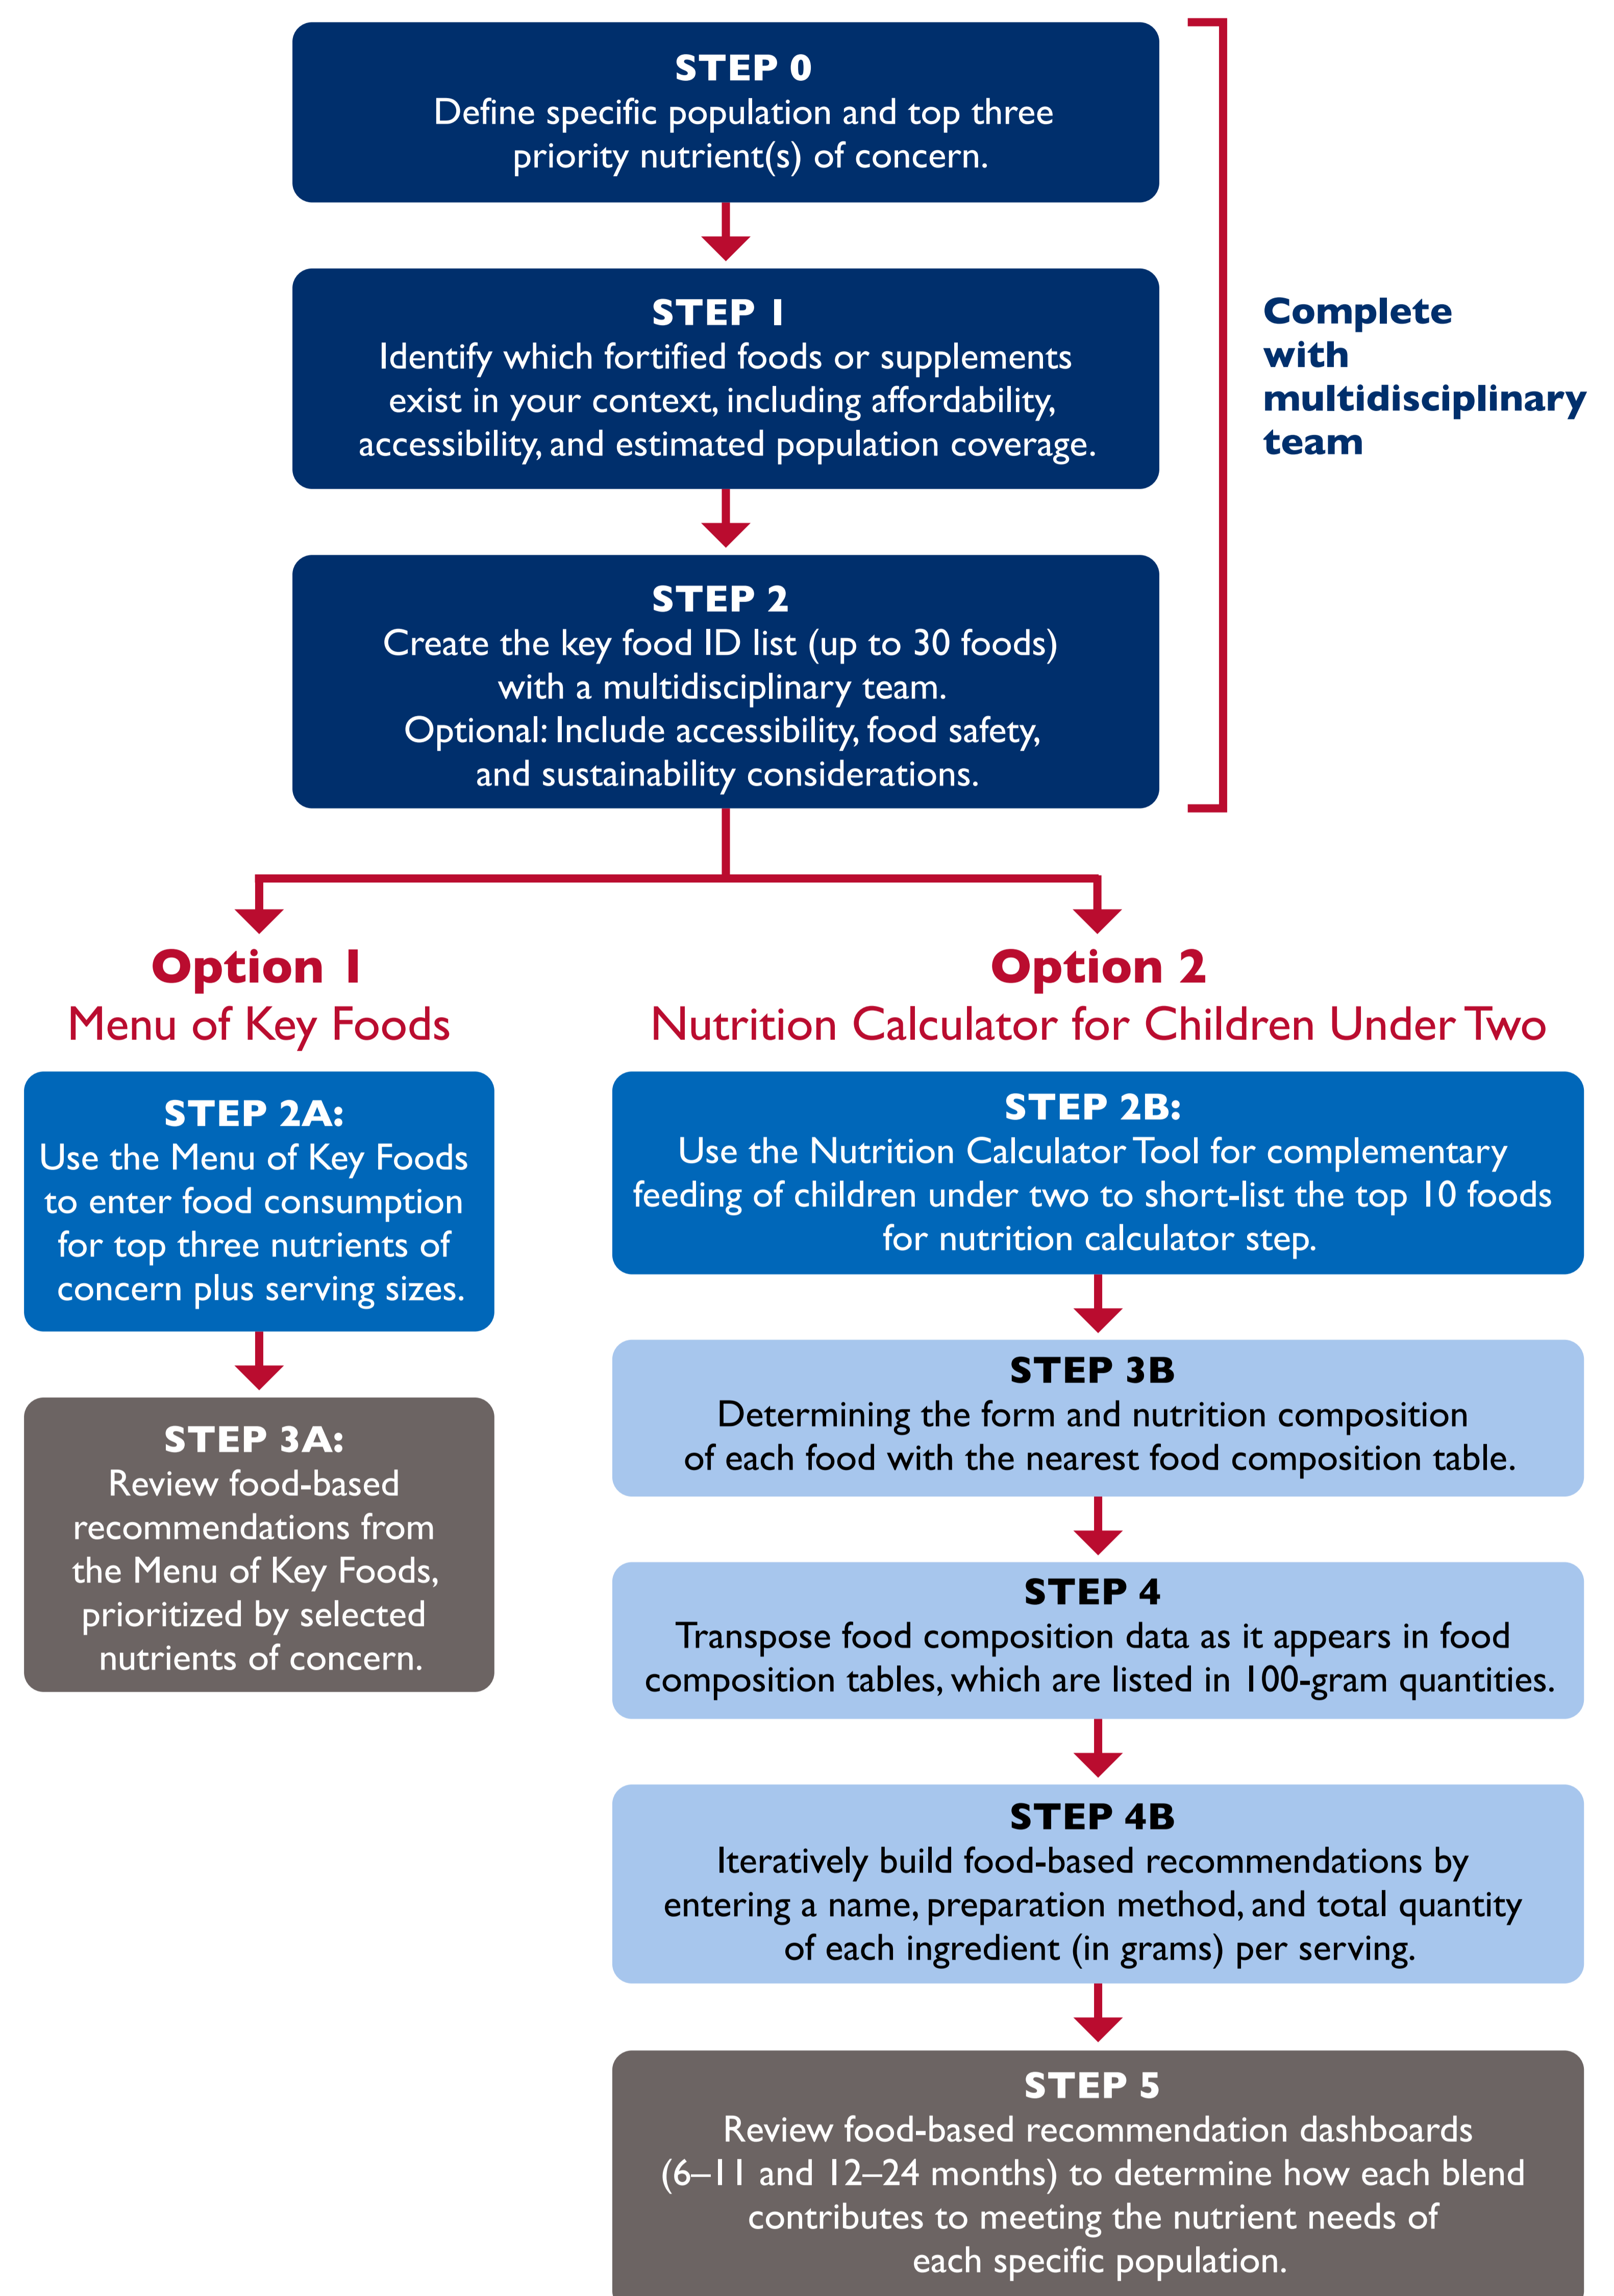 STEP 0
Define specific population and top three
priority nutrient(s) of concern.
STEP 1
Identify which fortified foods or supplements
exist in your context, including affordability,
accessibility, and estimated population coverage.
Complete
with
multidisciplinary
team
STEP 2
Create the key food ID list (up to 30 foods)
with a multidisciplinary team.
Optional: Include accessibility, food safety,
and sustainability considerations.
Option 1
Menu of Key Foods
STEP 2A:
Use the Menu of Key Foods
to enter food consumption
for top three nutrients of
concern plus serving sizes.
STEP 3A:
Review food-based
recommendations from
the Menu of Key Foods,
prioritized by selected
nutrients of concern.
Option 2
Nutrition Calculator for Children Under Two
STEP 2B:
Use the Nutrition Calculator Tool for complementary
feeding of children under two to short-list the top 10 foods
for nutrition calculator step.
STEP 3B
Determining the form and nutrition composition
of each food with the nearest food composition table.
STEP 4
Transpose food composition data as it appears in food
composition tables, which are listed in 100-gram quantities.
STEP 4B
Iteratively build food-based recommendations by
entering a name, preparation method, and total quantity
of each ingredient (in grams) per serving.
STEP 5
Review food-based recommendation dashboards
(6–11 and 12–24 months) to determine how each blend
contributes to meeting the nutrient needs of
each specific population.